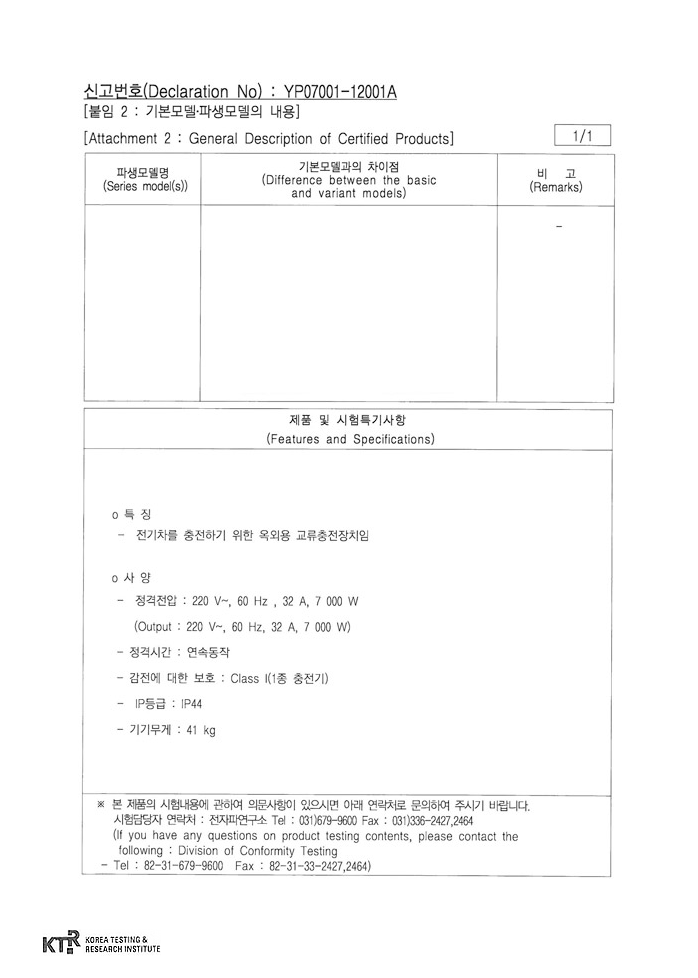 신고번호(Declaration No) : YP07001-12001A
[붙임 2 : 기본모델·파생모델의 내용]
[Attachment 2 : General Description of Certified Products]
1/1
파생모델명
(Series model(s))
기본모델과의 차이점
(Difference between the basic
and variant models)
비 고
(Remarks)
-
제품 및 시험특기사항
(Features and Specifications)
o 특 징
- 전기차를 충전하기 위한 옥외용 교류충전장치임
o 사 양
- 정격전압 : 220 V~, 60 Hz , 32 A, 7 000 W
(Output : 220 V~, 60 Hz, 32 A, 7 000 W)
- 정격시간 : 연속동작
- 감전에 대한 보호 : Class I(1종 충전기)
- IP등급 : IP44
- 기기무게 : 41 kg
※ 본 제품의 시험내용에 관하여 의문사항이 있으시면 아래 연락처로 문의하여 주시기 바랍니다.
시험담당자 연락처 : 전자파연구소 Tel : 031)679-9600 Fax : 031)336-2427,2464
(If you have any questions on product testing contents, please contact the
following : Division of Conformity Testing
- Tel : 82-31-679-9600 Fax : 82-31-33-2427,2464)
KTR KOREA TESTING &
RESEARCH INSTITUTE